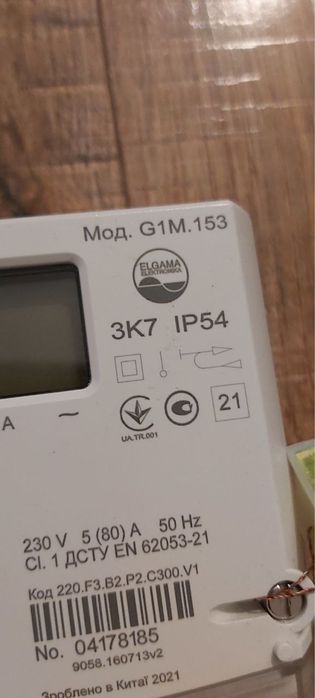 Мод. G1M.153
ELGAMA
ELEKTRONIKA
3K7 IP54
A ~
21
UA.TR.001
230 V 5 (80) A 50 Hz
Cl. 1 ДСТУ EN 62053-21
Код 220.F3.B2.P2.C300.V1
No. 04178185
9058.160713v2
Зроблено в Китаї 2021